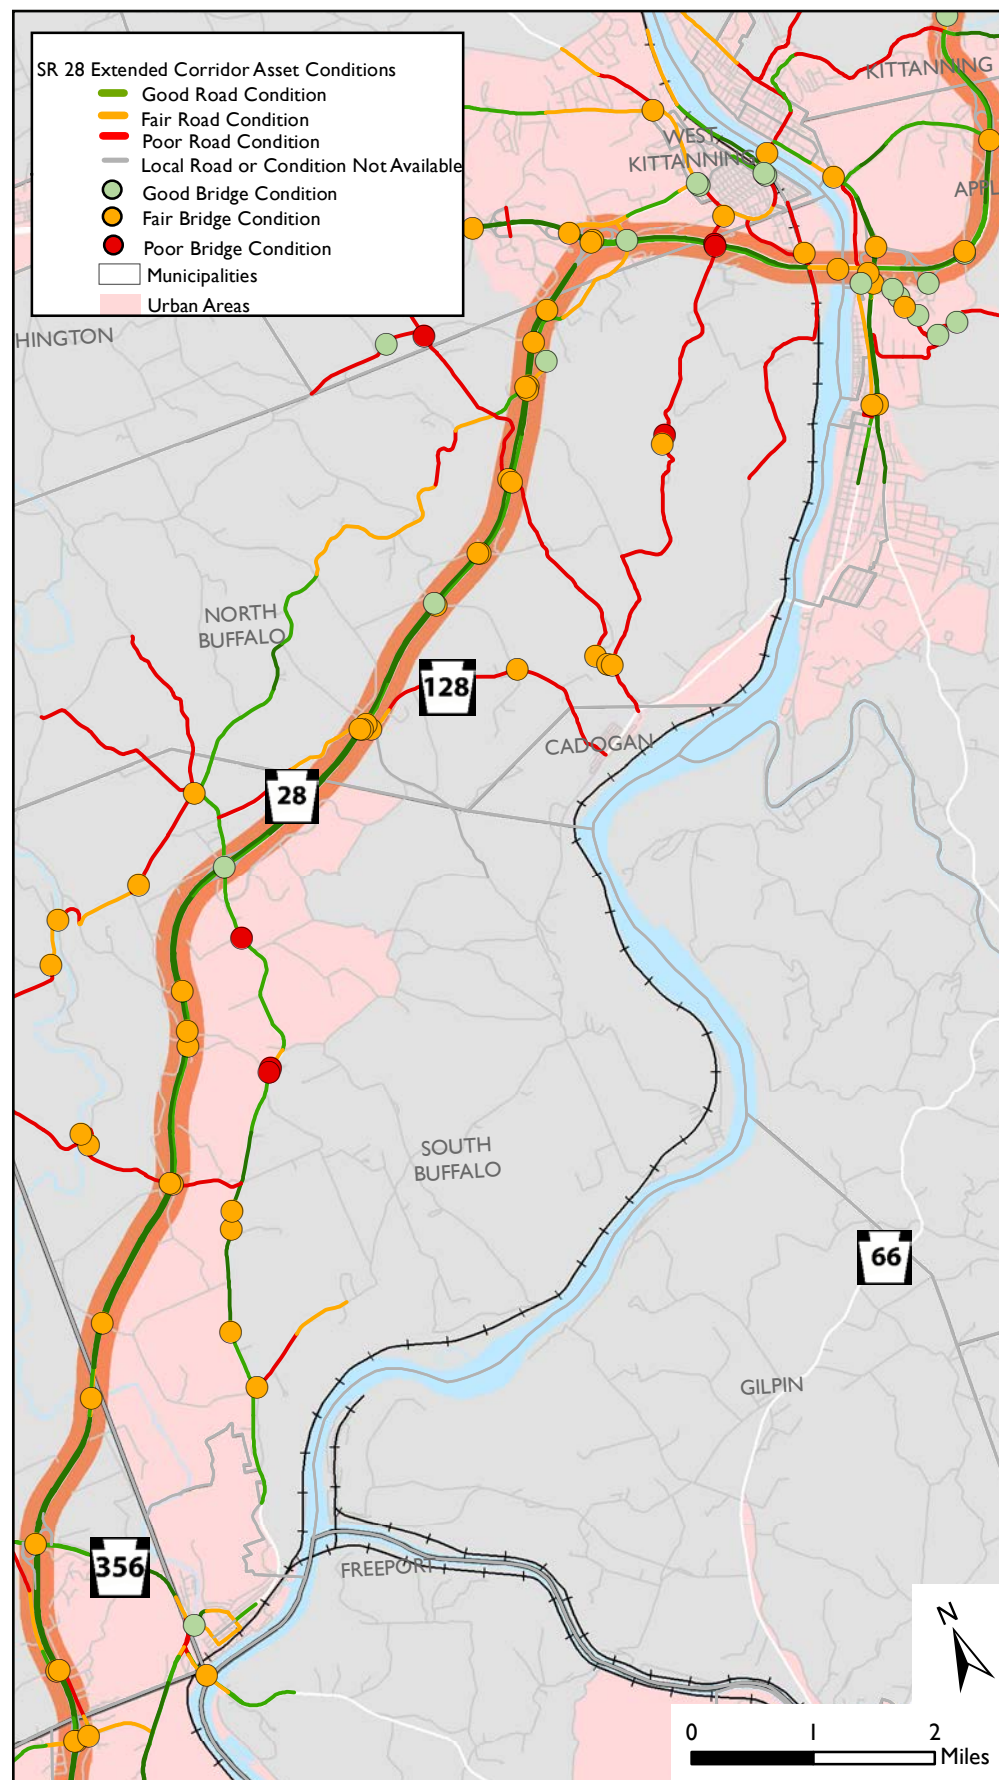 SR 28 Extended Corridor Asset Conditions
Good Road Condition
Fair Road Condition
Poor Road Condition
Local Road or Condition Not Available
Good Bridge Condition
Fair Bridge Condition
Poor Bridge Condition
Municipalities
Urban Areas
KITTANNING
WEST
KITTANNING
APPL
HINGTON
NORTH
BUFFALO
128
CADOGAN
28
SOUTH
BUFFALO
66
GILPIN
356
FREEPORT
N
0 1 2
Miles